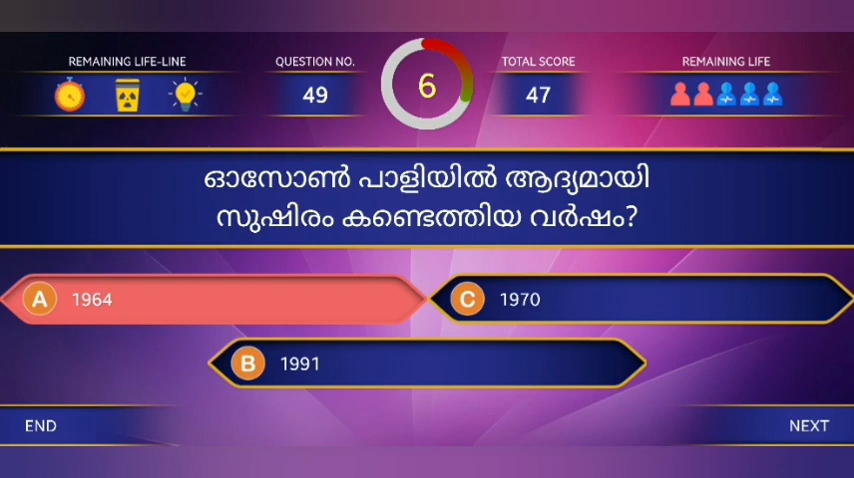 REMAINING LIFE-LINE
QUESTION NO.
49
6
TOTAL SCORE
47
REMAINING LIFE
ഓസോൺ പാളിയിൽ ആദ്യമായി
സുഷിരം കണ്ടെത്തിയ വർഷം?
A 1964
C 1970
B 1991
END
NEXT